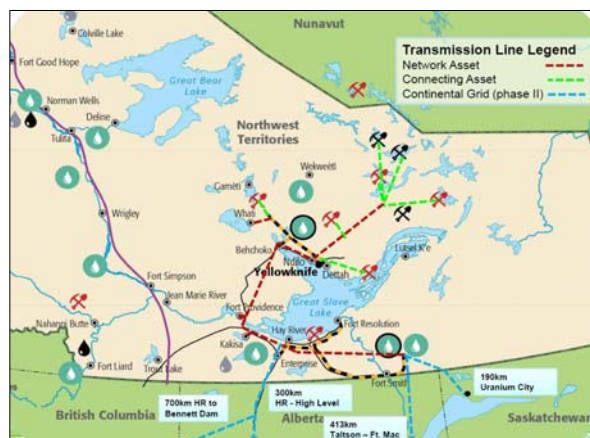 Nunavut
Colville Lake
Fort Good Hope
Transmission Line Legend
Network Asset
Connecting Asset
Continental Grid (phase II)
Great Bear
Lake
Norman Wells
Deline
Tulita
Northwest
Territories
Wekweèti
Gamèti
Wrigley
Whati
Behchoko
Ndilo
Lutsel K'e
Yellowknife
Dettah
Fort Simpson
Jean Marie River
Fort Providence
Great Slave
Lake
Nahanni Butte
Hay River
Fort Resolution
Kakisa
Fort Liard
Trout Lake
Enterprise
Fort Smith
190km
Uranium City
300km
HR - High Level
700km HR to
Bennett Dam
British Columbia
Alberta
Saskatchewan
413km
Taltson – Ft. Mac